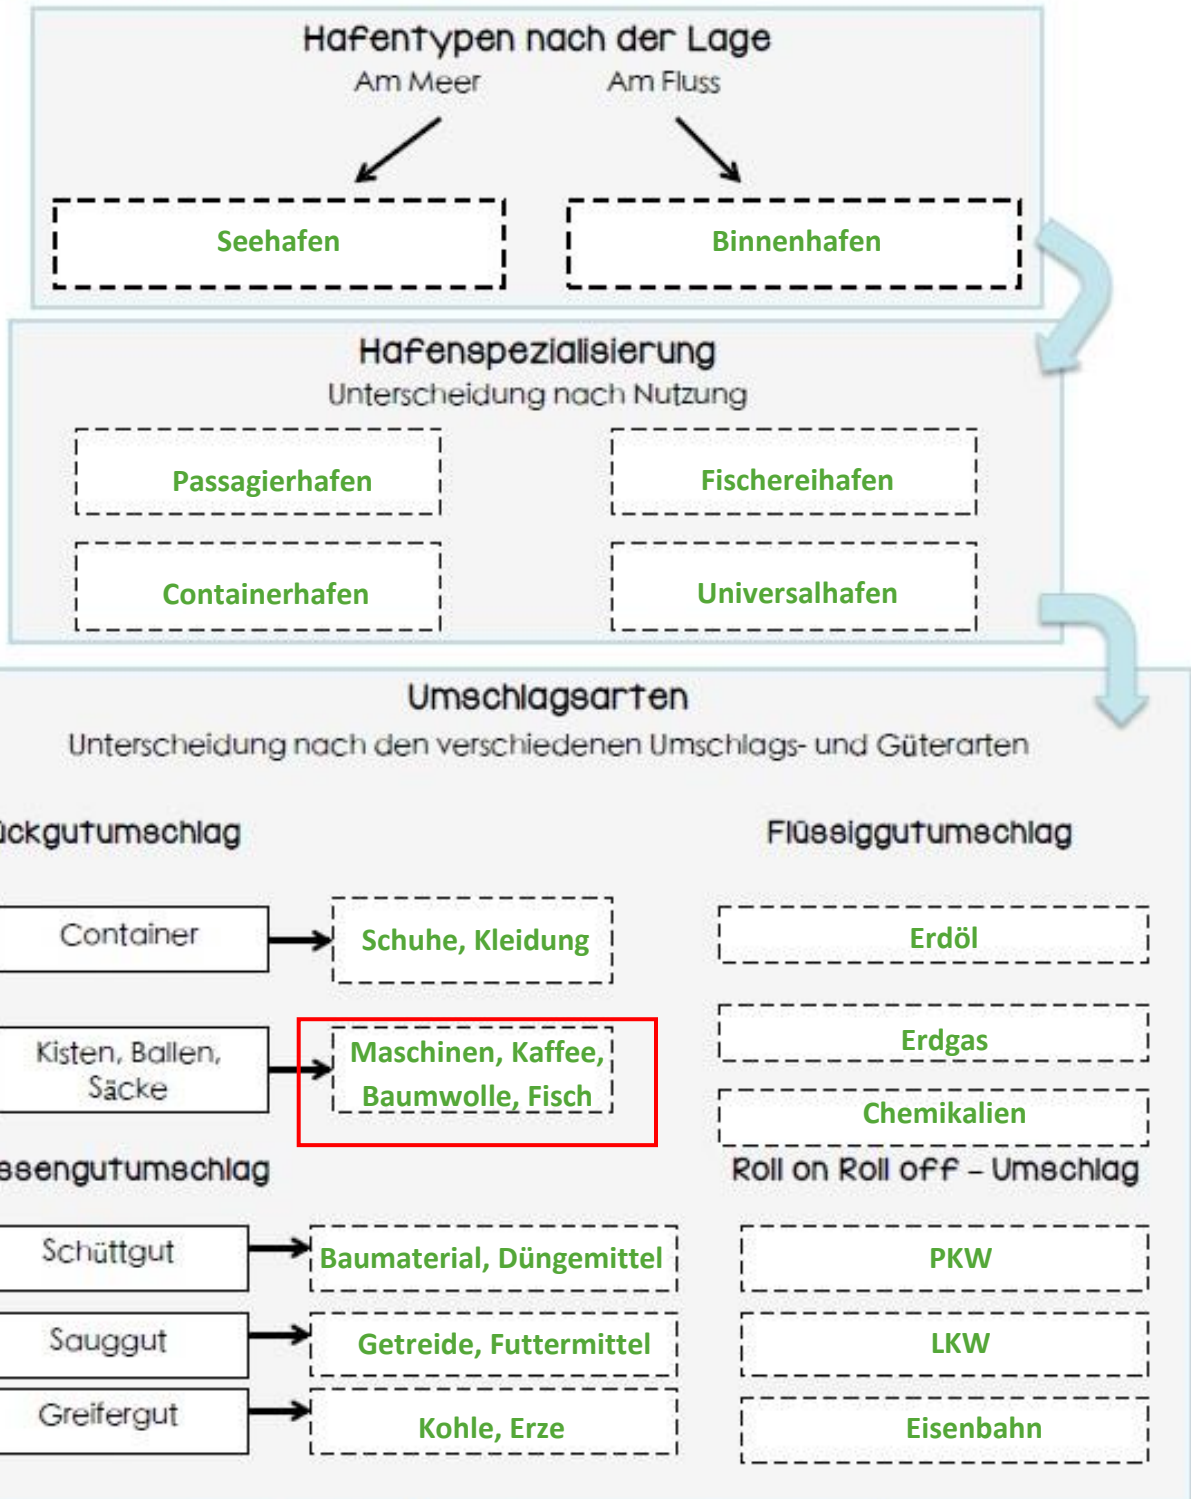 Hafentypen nach der Lage
Am Meer
Am Fluss
Seehafen
Binnenhafen
Hafenspezialisierung
Unterscheidung nach Nutzung
Passagierhafen
Fischereihafen
Containerhafen
Universalhafen
Umschlagsarten
Unterscheidung nach den verschiedenen Umschlags- und Güterarten
ückgutumschlag
Container
Schuhe, Kleidung
Kisten, Ballen,
Säcke
Maschinen, Kaffee,
Baumwolle, Fisch
Flüssiggutumschlag
Erdöl
Erdgas
Chemikalien
ssengutumschlag
Schüttgut
Baumaterial, Düngemittel
Sauggut
Getreide, Futtermittel
Greifergut
Kohle, Erze
Roll on Roll off – Umschlag
PKW
LKW
Eisenbahn